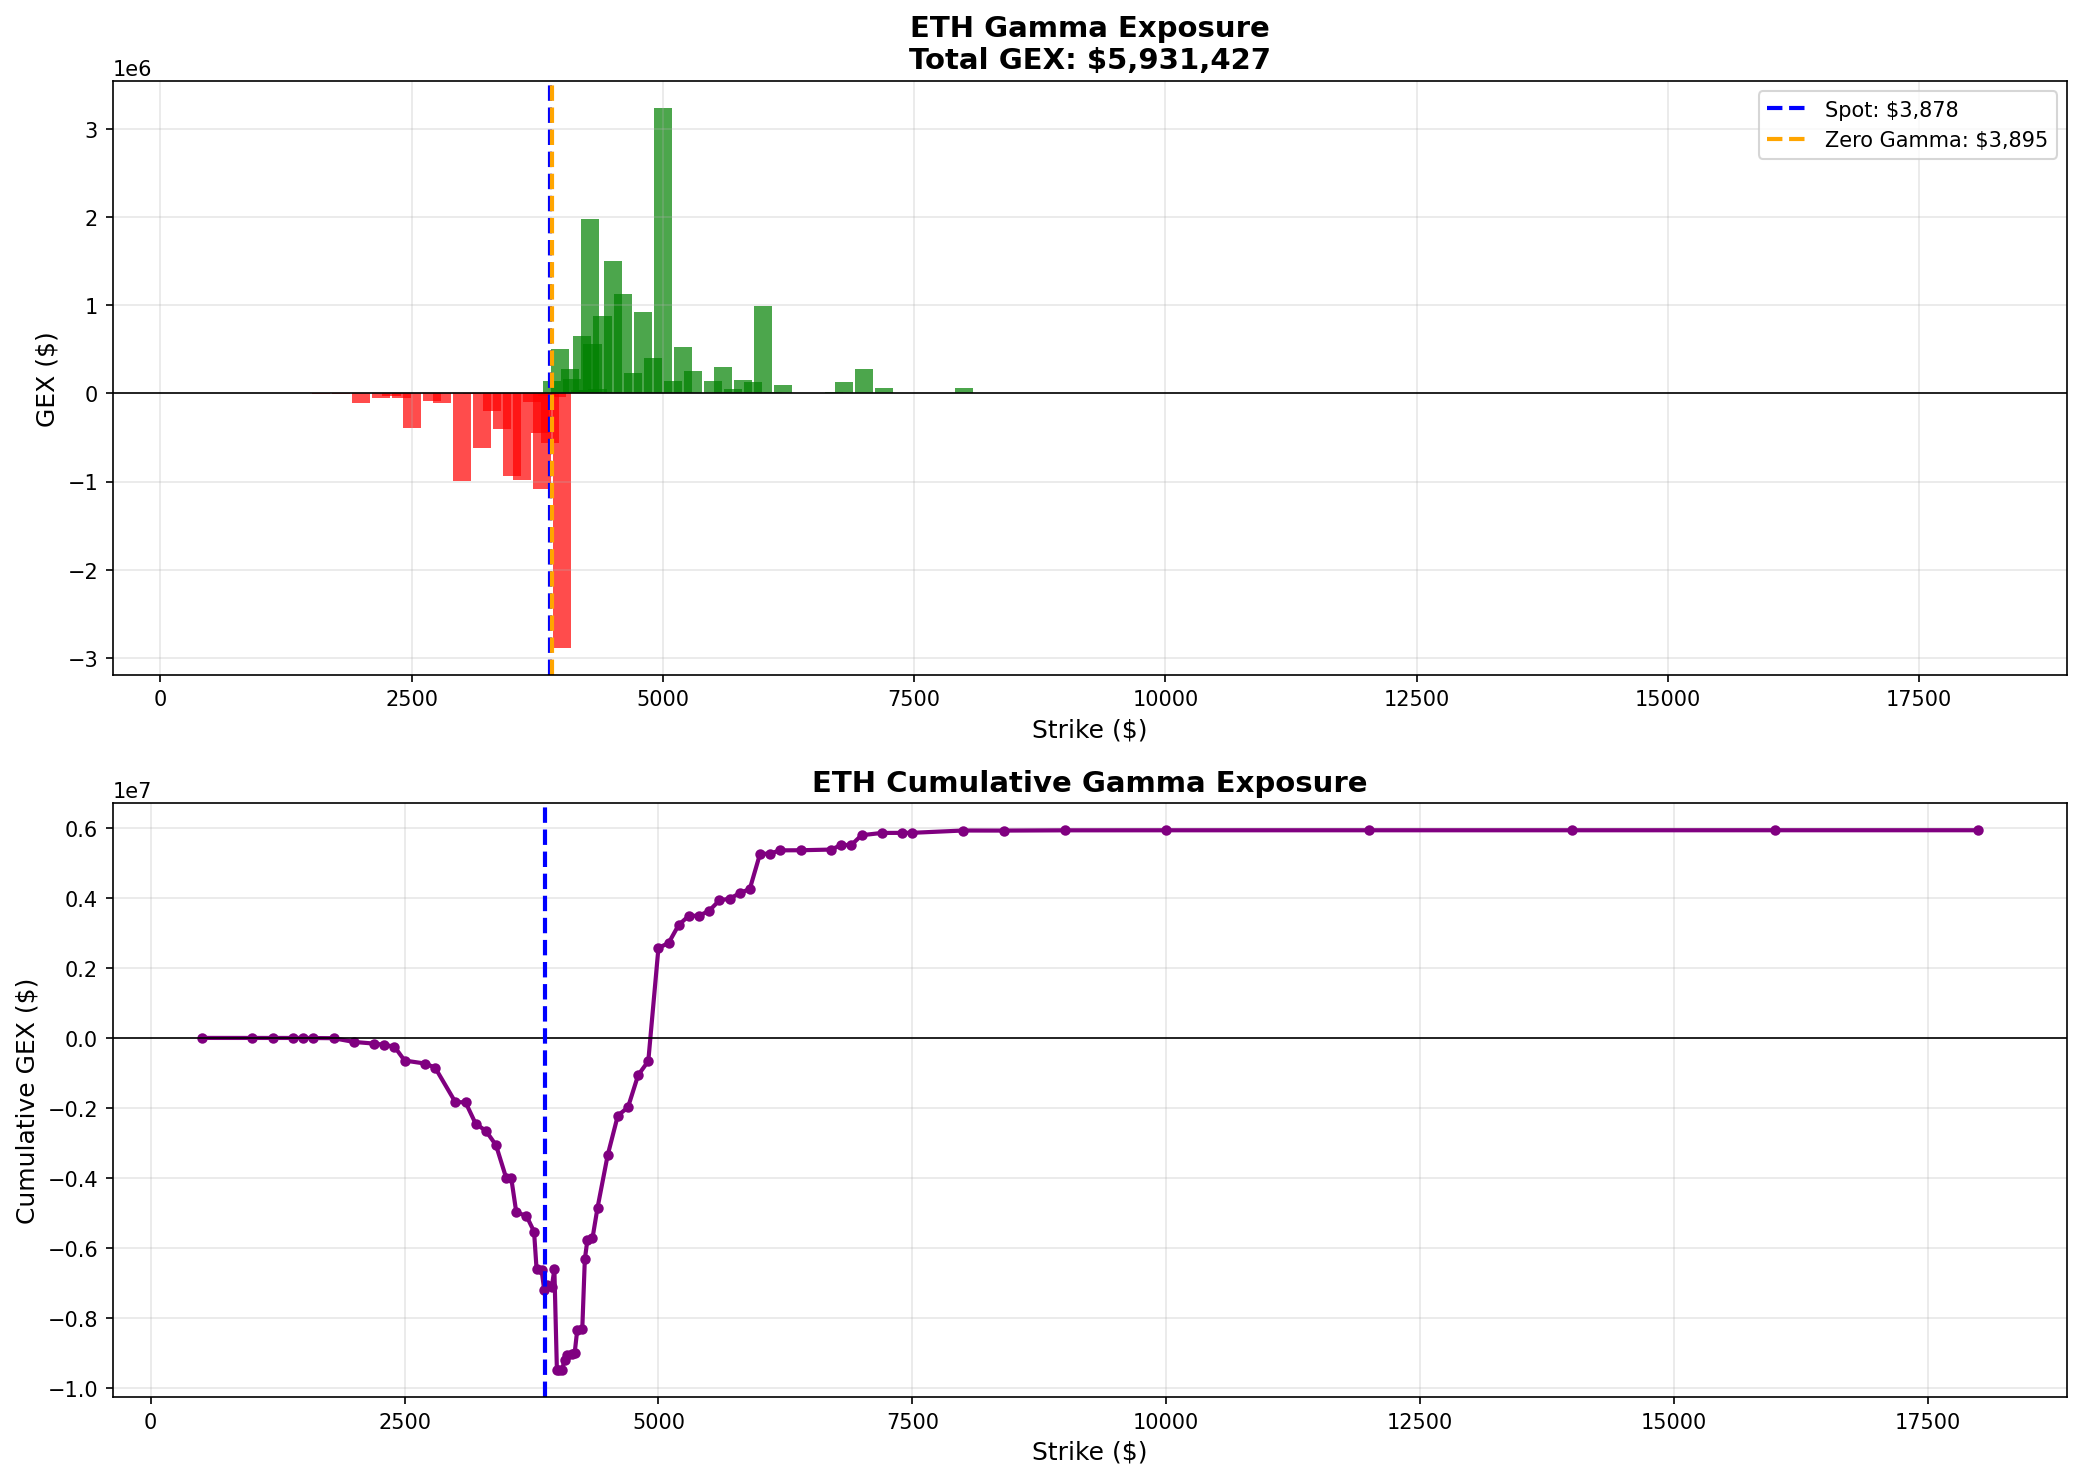 ETH Gamma Exposure
Total GEX: $5,931,427
1e6
Spot: $3,878
Zero Gamma: $3,895
3
2
1
0
−1
−2
−3
GEX ($)
0 2500 5000 7500 10000 12500 15000 17500
Strike ($)
ETH Cumulative Gamma Exposure
1e7
0.6
0.4
0.2
0.0
−0.2
−0.4
−0.6
−0.8
−1.0
Cumulative GEX ($)
0 2500 5000 7500 10000 12500 15000 17500
Strike ($)